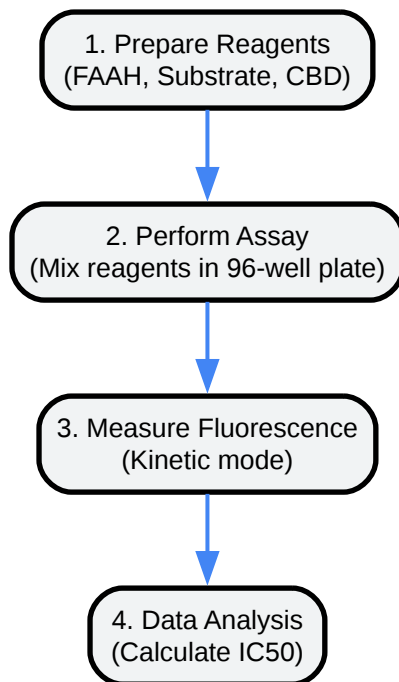 1. Prepare Reagents
(FAAH, Substrate, CBD)
2. Perform Assay
(Mix reagents in 96-well plate)
3. Measure Fluorescence
(Kinetic mode)
4. Data Analysis
(Calculate IC50)